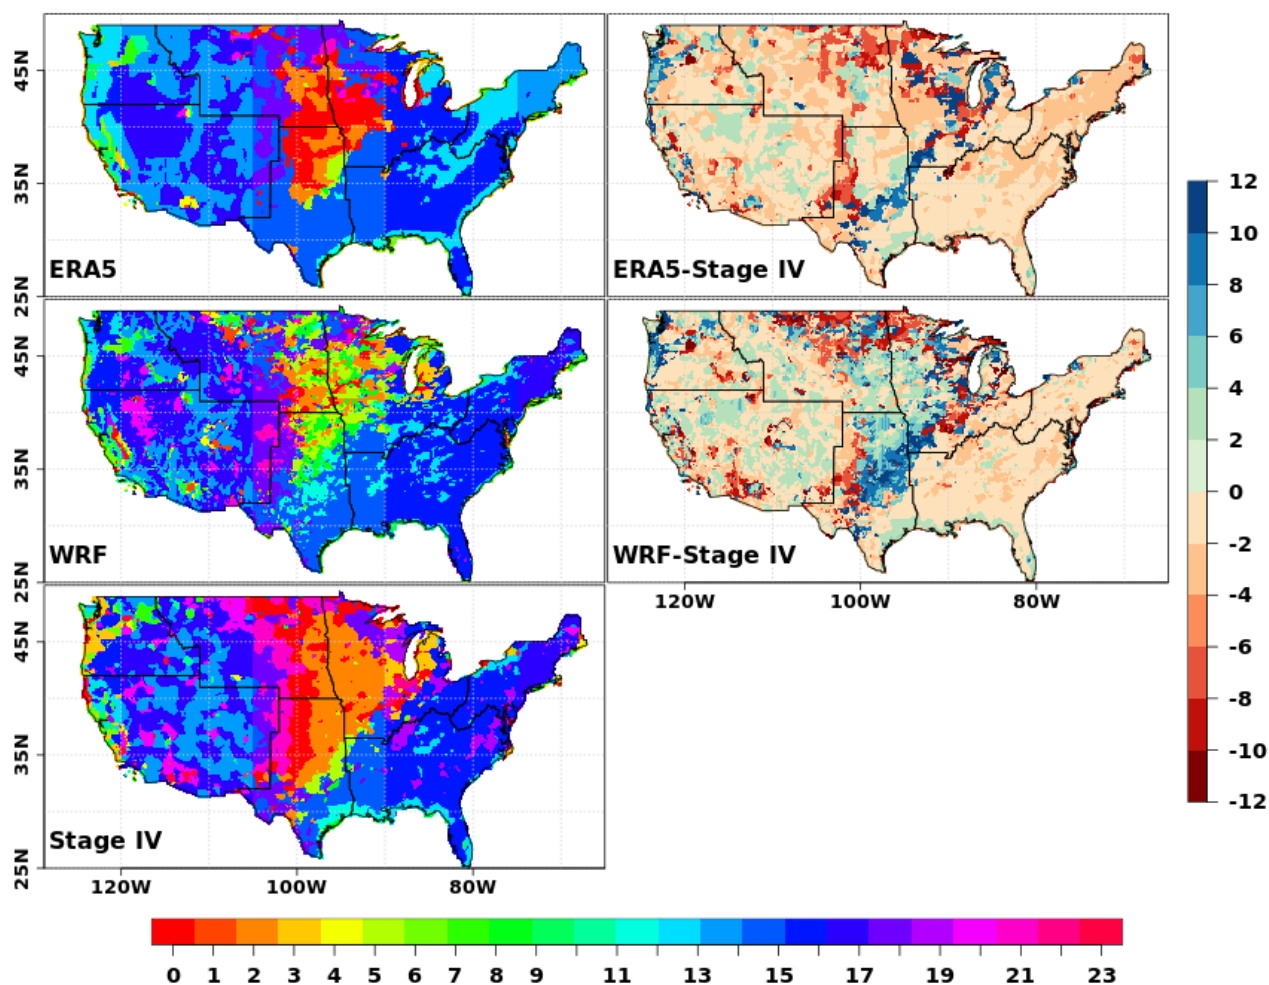 45N
35N
25N
ERA5
ERA5-Stage IV
45N
35N
25N
WRF
WRF-Stage IV
120W
100W
80W
45N
35N
25N
Stage IV
120W
100W
80W
12
10
8
6
4
2
0
-2
-4
-6
-8
-10
-12
0 1 2 3 4 5 6 7 8 9 11 13 15 17 19 21 23